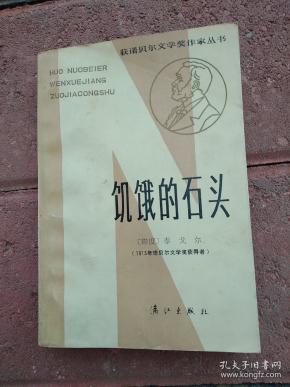 获诺贝尔文学奖作家丛书
HUO NUOBEIER
WENXUEJIANG
ZUOJIACONGSHU
饥饿的石头
〔印度〕泰戈尔
(1913年诺贝尔文学奖获得者)
漓江出版社
孔夫子旧书网